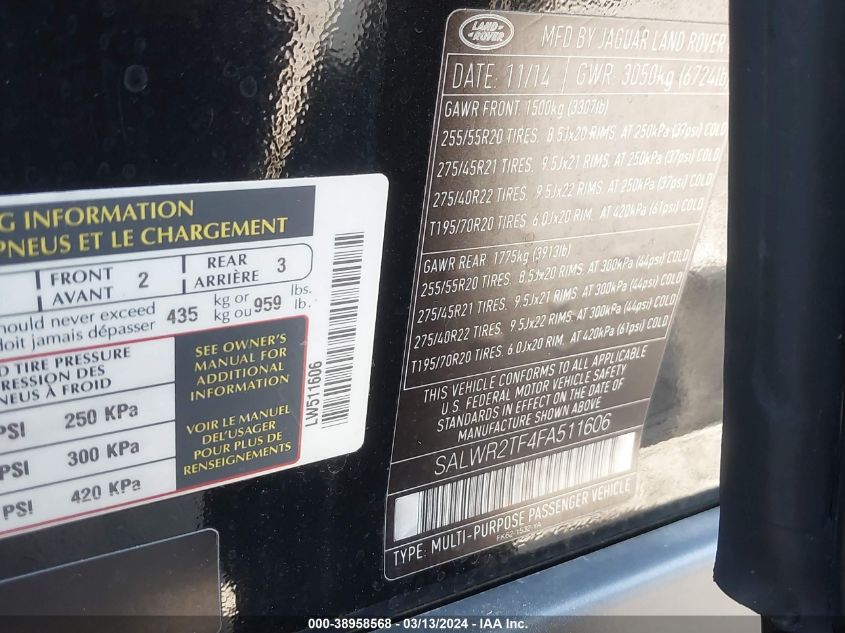 G INFORMATION
PNEUS ET LE CHARGEMENT
FRONT
AVANT 2
REAR
ARRIÈRE 3
hould never exceed
doit jamais dépasser 435 kg or
kg ou 959 lbs.
lb.
D TIRE PRESSURE
RESSION DES
NEUS À FROID
PSI 250 KPa
PSI 300 KPa
PSI 420 KPa
SEE OWNER'S
MANUAL FOR
ADDITIONAL
INFORMATION
VOIR LE MANUEL
DEL'USAGER
POUR PLUS DE
RENSEIGNEMENTS
LW511606
LAND
ROVER
MFD BY JAGUAR LAND ROVER
DATE: 11/14 GWR 3050kg (6724lb)
GAWR FRONT 1500kg (3307lb)
255/55R20 TIRES. 8.5Jx20 RIMS. AT 250kPa (37psi) COLD
275/45R21 TIRES. 9.5Jx21 RIMS. AT 250kPa (37psi) COLD
275/40R22 TIRES. 9.5Jx22 RIMS. AT 250kPa (37psi) COLD
T195/70R20 TIRES. 6.0Jx20 RIM. AT 420kPa (61psi) COLD
GAWR REAR 1775kg (3913lb)
255/55R20 TIRES. 8.5Jx20 RIMS. AT 300kPa (44psi) COLD
275/45R21 TIRES. 9.5Jx21 RIMS. AT 300kPa (44psi) COLD
275/40R22 TIRES. 9.5Jx22 RIMS. AT 300kPa (44psi) COLD
T195/70R20 TIRES. 6.0Jx20 RIM. AT 420kPa (61psi) COLD
THIS VEHICLE CONFORMS TO ALL APPLICABLE
U.S. FEDERAL MOTOR VEHICLE SAFETY
STANDARDS IN EFFECT ON THE DATE OF
MANUFACTURE SHOWN ABOVE.
SALWR2TF4FA511606
TYPE: MULTI-PURPOSE PASSENGER VEHICLE
FK62-1532-YA
000-38958568 - 03/13/2024 - IAA Inc.